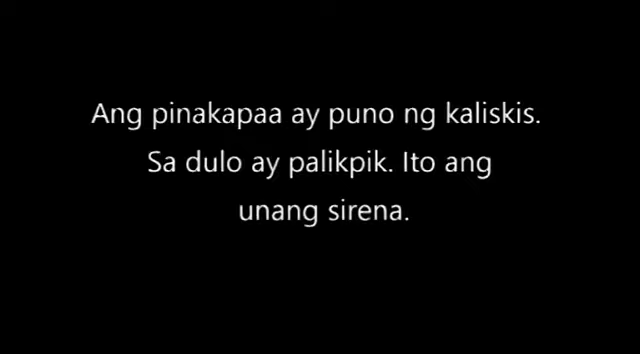 Ang pinakapaa ay puno ng kaliskis.
Sa dulo ay palikpik. Ito ang
unang sirena.